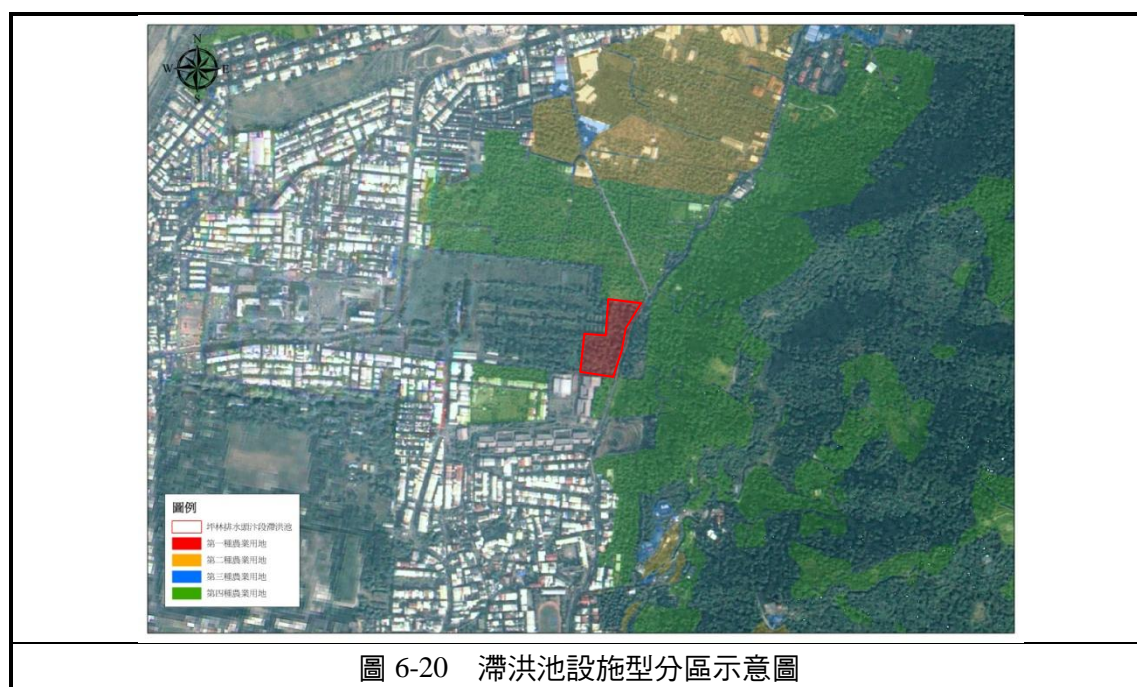 N
W
E
S
圖例
坪林排水頭汴段滯洪池
第一種農業用地
第二種農業用地
第三種農業用地
第四種農業用地
圖 6-20 滯洪池設施型分區示意圖